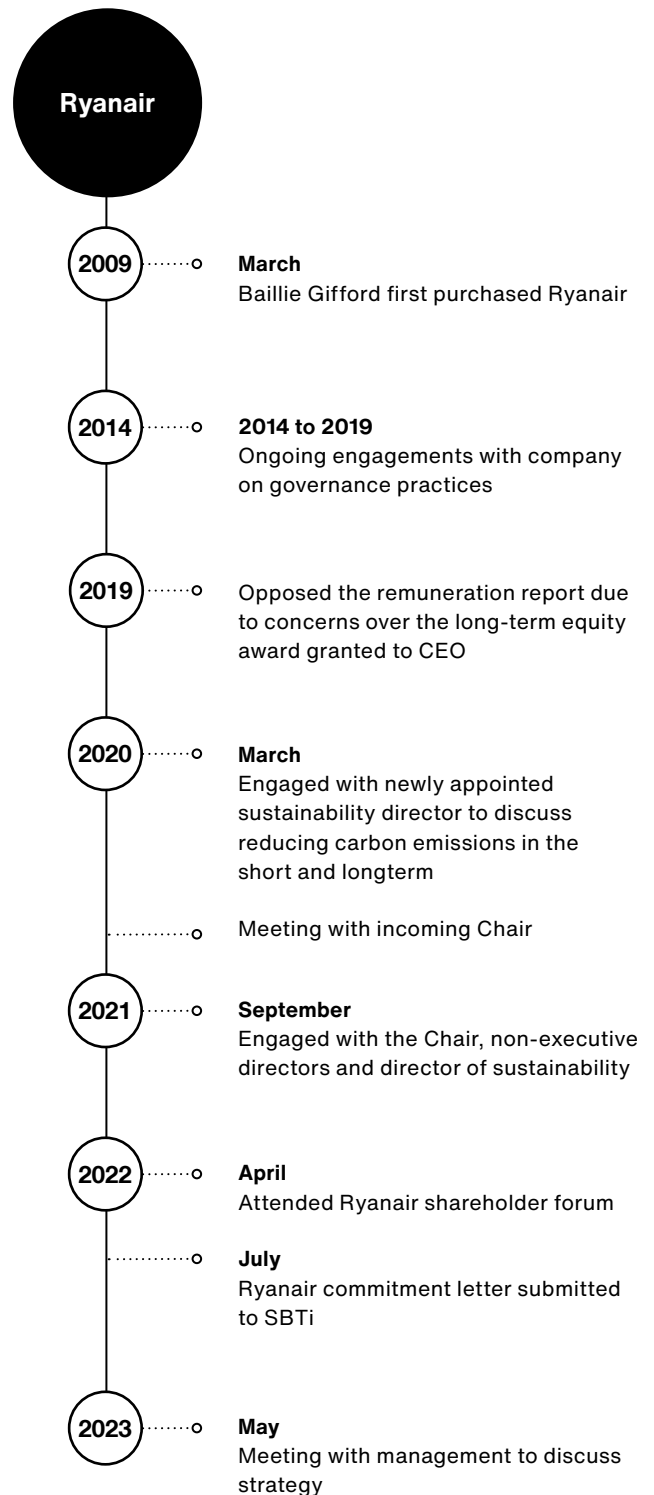 Ryanair
2009
March
Baillie Gifford first purchased Ryanair
2014
2014 to 2019
Ongoing engagements with company
on governance practices
2019
Opposed the remuneration report due
to concerns over the long-term equity
award granted to CEO
2020
March
Engaged with newly appointed
sustainability director to discuss
reducing carbon emissions in the
short and longterm
Meeting with incoming Chair
2021
September
Engaged with the Chair, non-executive
directors and director of sustainability
2022
April
Attended Ryanair shareholder forum
July
Ryanair commitment letter submitted
to SBTi
2023
May
Meeting with management to discuss
strategy